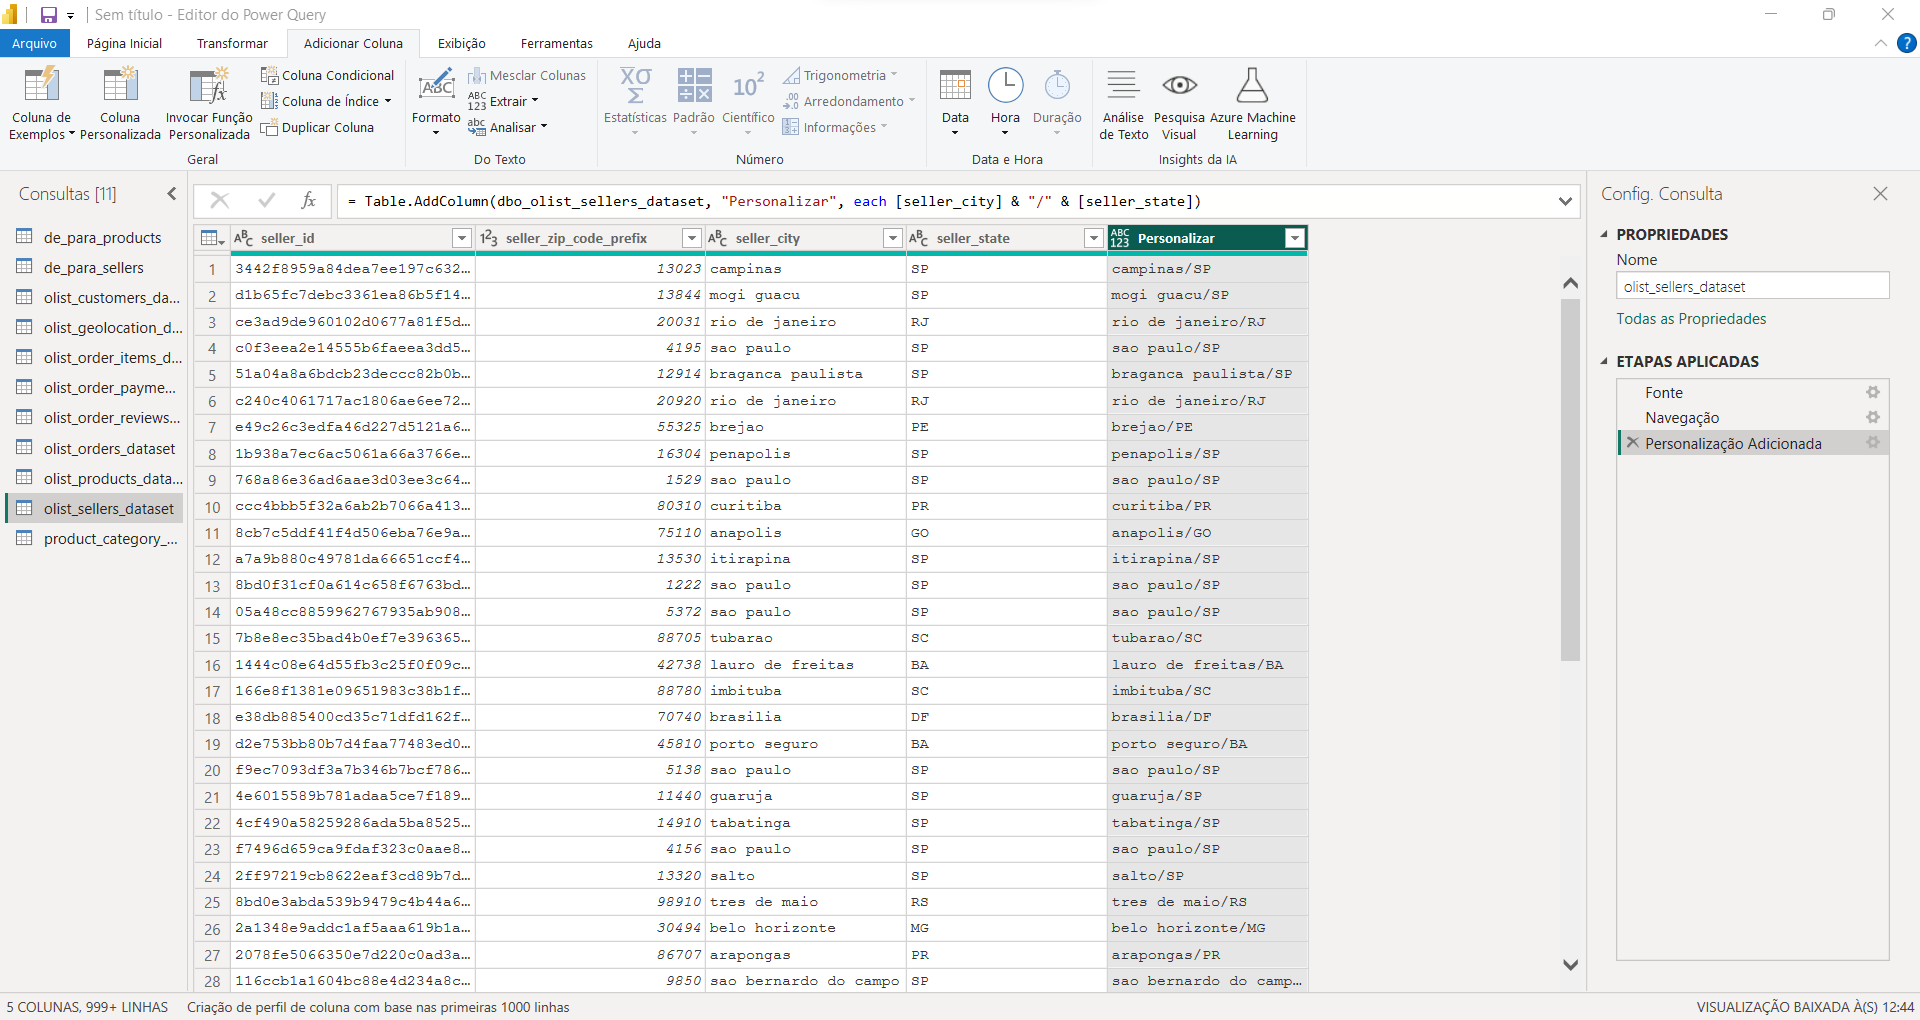 Sem título - Editor do Power Query
Arquivo
Página Inicial
Transformar
Adicionar Coluna
Exibição
Ferramentas
Ajuda
Coluna de Exemplos
Coluna Personalizada
Invocar Função Personalizada
Coluna Condicional
Coluna de Índice
Duplicar Coluna
Geral
Formato
Mesclar Colunas
Extrair
Analisar
Do Texto
Estatísticas
Padrão
Científico
Trigonometria
Arredondamento
Informações
Número
Data
Hora
Duração
Data e Hora
Análise de Texto
Pesquisa Visual
Azure Machine Learning
Insights da IA
Consultas [11]
de_para_products
de_para_sellers
olist_customers_da...
olist_geolocation_d...
olist_order_items_d...
olist_order_payme...
olist_order_reviews...
olist_orders_dataset
olist_products_data...
olist_sellers_dataset
product_category_...
fx
= Table.AddColumn(dbo_olist_sellers_dataset, "Personalizar", each [seller_city] & "/" & [seller_state])
seller_id seller_zip_code_prefix seller_city seller_state Personalizar
1 3442f8959a84dea7ee197c632... 13023 campinas SP campinas/SP
2 d1b65fc7debc3361ea86b5f14... 13844 mogi guacu SP mogi guacu/SP
3 ce3ad9de960102d0677a81f5d... 20031 rio de janeiro RJ rio de janeiro/RJ
4 c0f3eea2e14555b6faeea3dd5... 4195 sao paulo SP sao paulo/SP
5 51a04a8a6bdcb23deccc82b0b... 12914 braganca paulista SP braganca paulista/SP
6 c240c4061717ac1806ae6ee72... 20920 rio de janeiro RJ rio de janeiro/RJ
7 e49c26c3edfa46d227d5121a6... 55325 brejao PE brejao/PE
8 1b938a7ec6ac5061a66a3766e... 16304 penapolis SP penapolis/SP
9 768a86e36ad6aae3d03ee3c64... 1529 sao paulo SP sao paulo/SP
10 ccc4bbb5f32a6ab2b7066a413... 80310 curitiba PR curitiba/PR
11 8cb7c5ddf41f4d506eba76e9a... 75110 anapolis GO anapolis/GO
12 a7a9b880c49781da66651ccf4... 13530 itirapina SP itirapina/SP
13 8bd0f31cf0a614c658f6763bd... 1222 sao paulo SP sao paulo/SP
14 05a48cc8859962767935ab908... 5372 sao paulo SP sao paulo/SP
15 7b8e8ec35bad4b0ef7e396365... 88705 tubarao SC tubarao/SC
16 1444c08e64d55fb3c25f0f09c... 42738 lauro de freitas BA lauro de freitas/BA
17 166e8f1381e09651983c38b1f... 88780 imbituba SC imbituba/SC
18 e38db885400cd35c71dfd162f... 70740 brasilia DF brasilia/DF
19 d2e753bb80b7d4faa77483ed0... 45810 porto seguro BA porto seguro/BA
20 f9ec7093df3a7b346b7bcf786... 5138 sao paulo SP sao paulo/SP
21 4e6015589b781adaa5ce7f189... 11440 guaruja SP guaruja/SP
22 4cf490a58259286ada5ba8525... 14910 tabatinga SP tabatinga/SP
23 f7496d659ca9fdaf323c0aae8... 4156 sao paulo SP sao paulo/SP
24 2ff97219cb8622eaf3cd89b7d... 13320 salto SP salto/SP
25 8bd0e3abda539b9479c4b44a6... 98910 tres de maio RS tres de maio/RS
26 2a1348e9addc1af5aaa619b1a... 30494 belo horizonte MG belo horizonte/MG
27 2078fe5066350e7d220c0ad3a... 86707 arapongas PR arapongas/PR
28 116ccb1a1604bc88e4d234a8c... 9850 sao bernardo do campo SP sao bernardo do camp...
Config. Consulta
PROPRIEDADES
Nome
olist_sellers_dataset
Todas as Propriedades
ETAPAS APLICADAS
Fonte
Navegação
Personalização Adicionada
5 COLUNAS, 999+ LINHAS
Criação de perfil de coluna com base nas primeiras 1000 linhas
VISUALIZAÇÃO BAIXADA À(S) 12:44